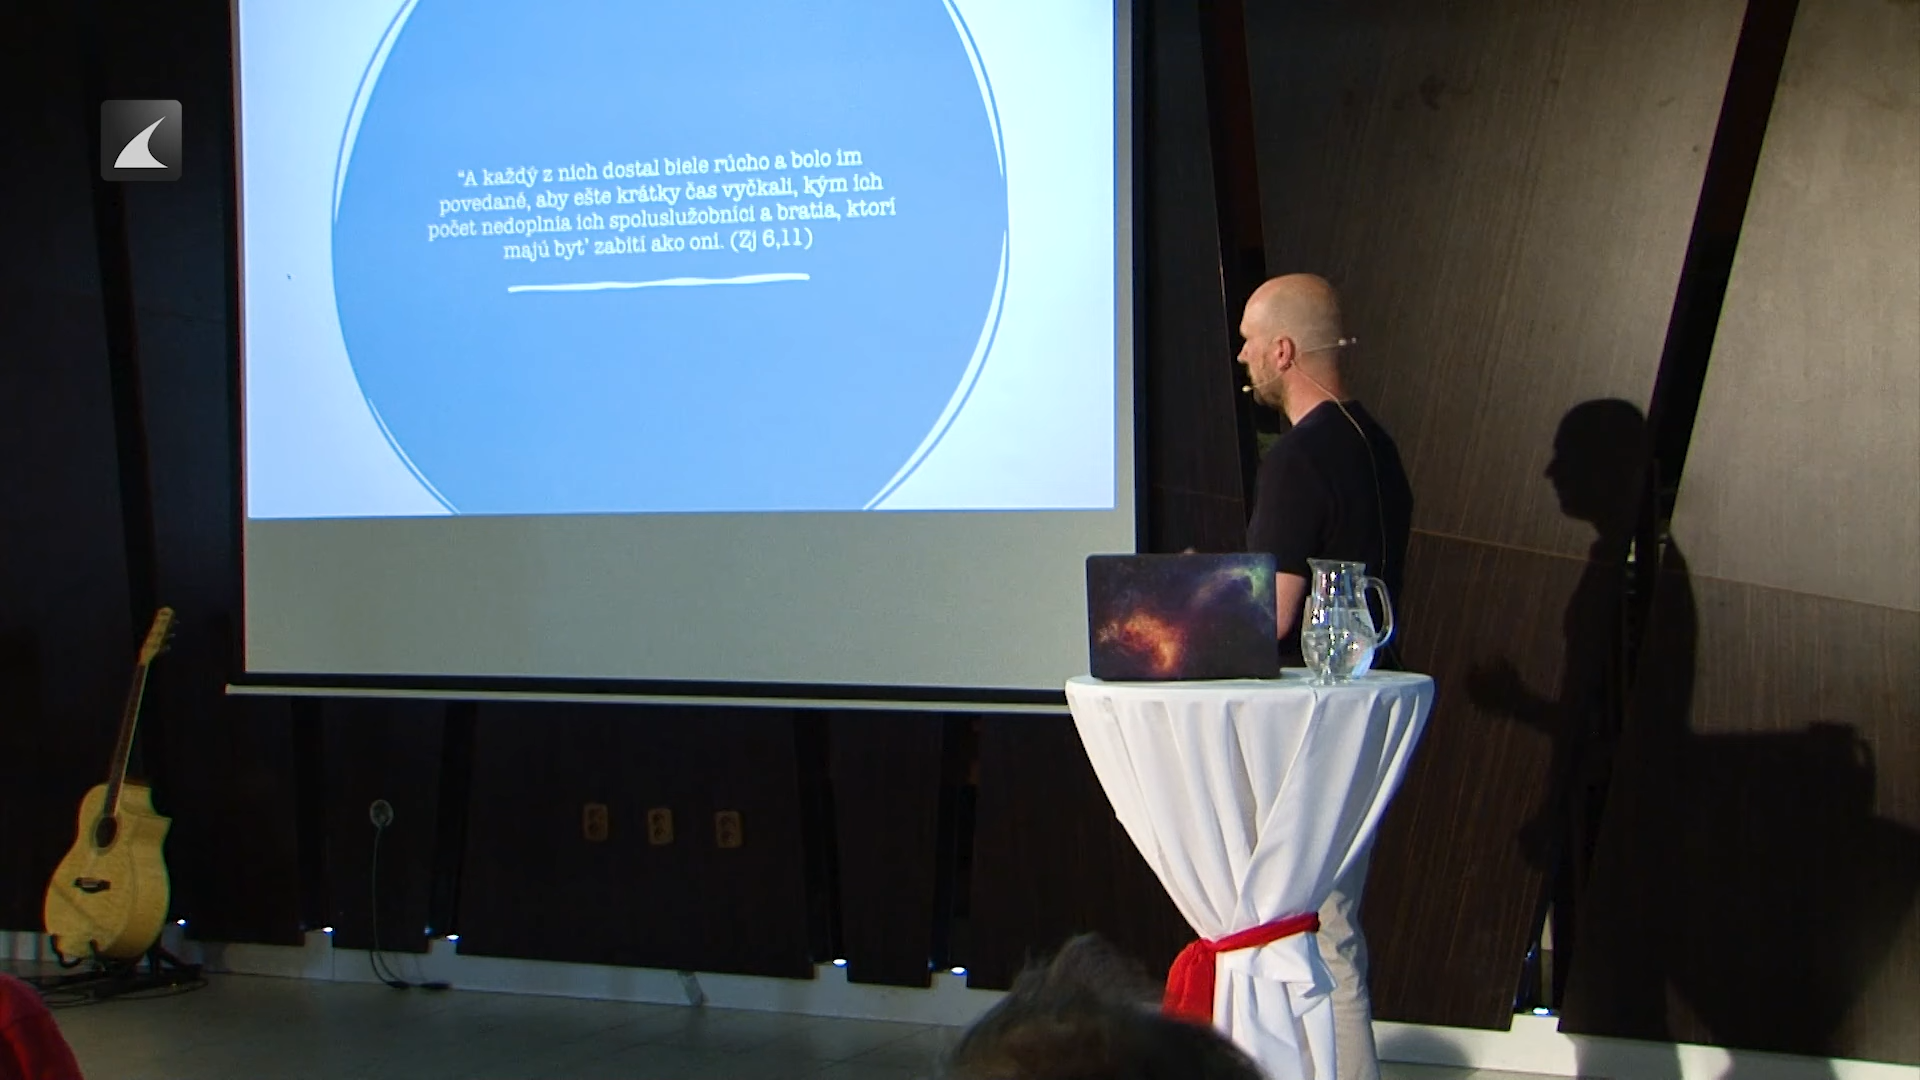 “A každý z nich dostal biele rúcho a bolo im
povedané, aby ešte krátky čas vyčkali, kým ich
počet nedoplnia ich spoluslužobníci a bratia, ktorí
majú byť zabití ako oni. (Zj 6,11)